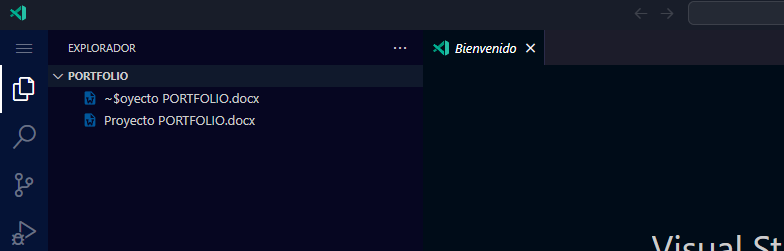 EXPLORADOR
PORTFOLIO
~$oyecto PORTFOLIO.docx
Proyecto PORTFOLIO.docx
Bienvenido
Visual St